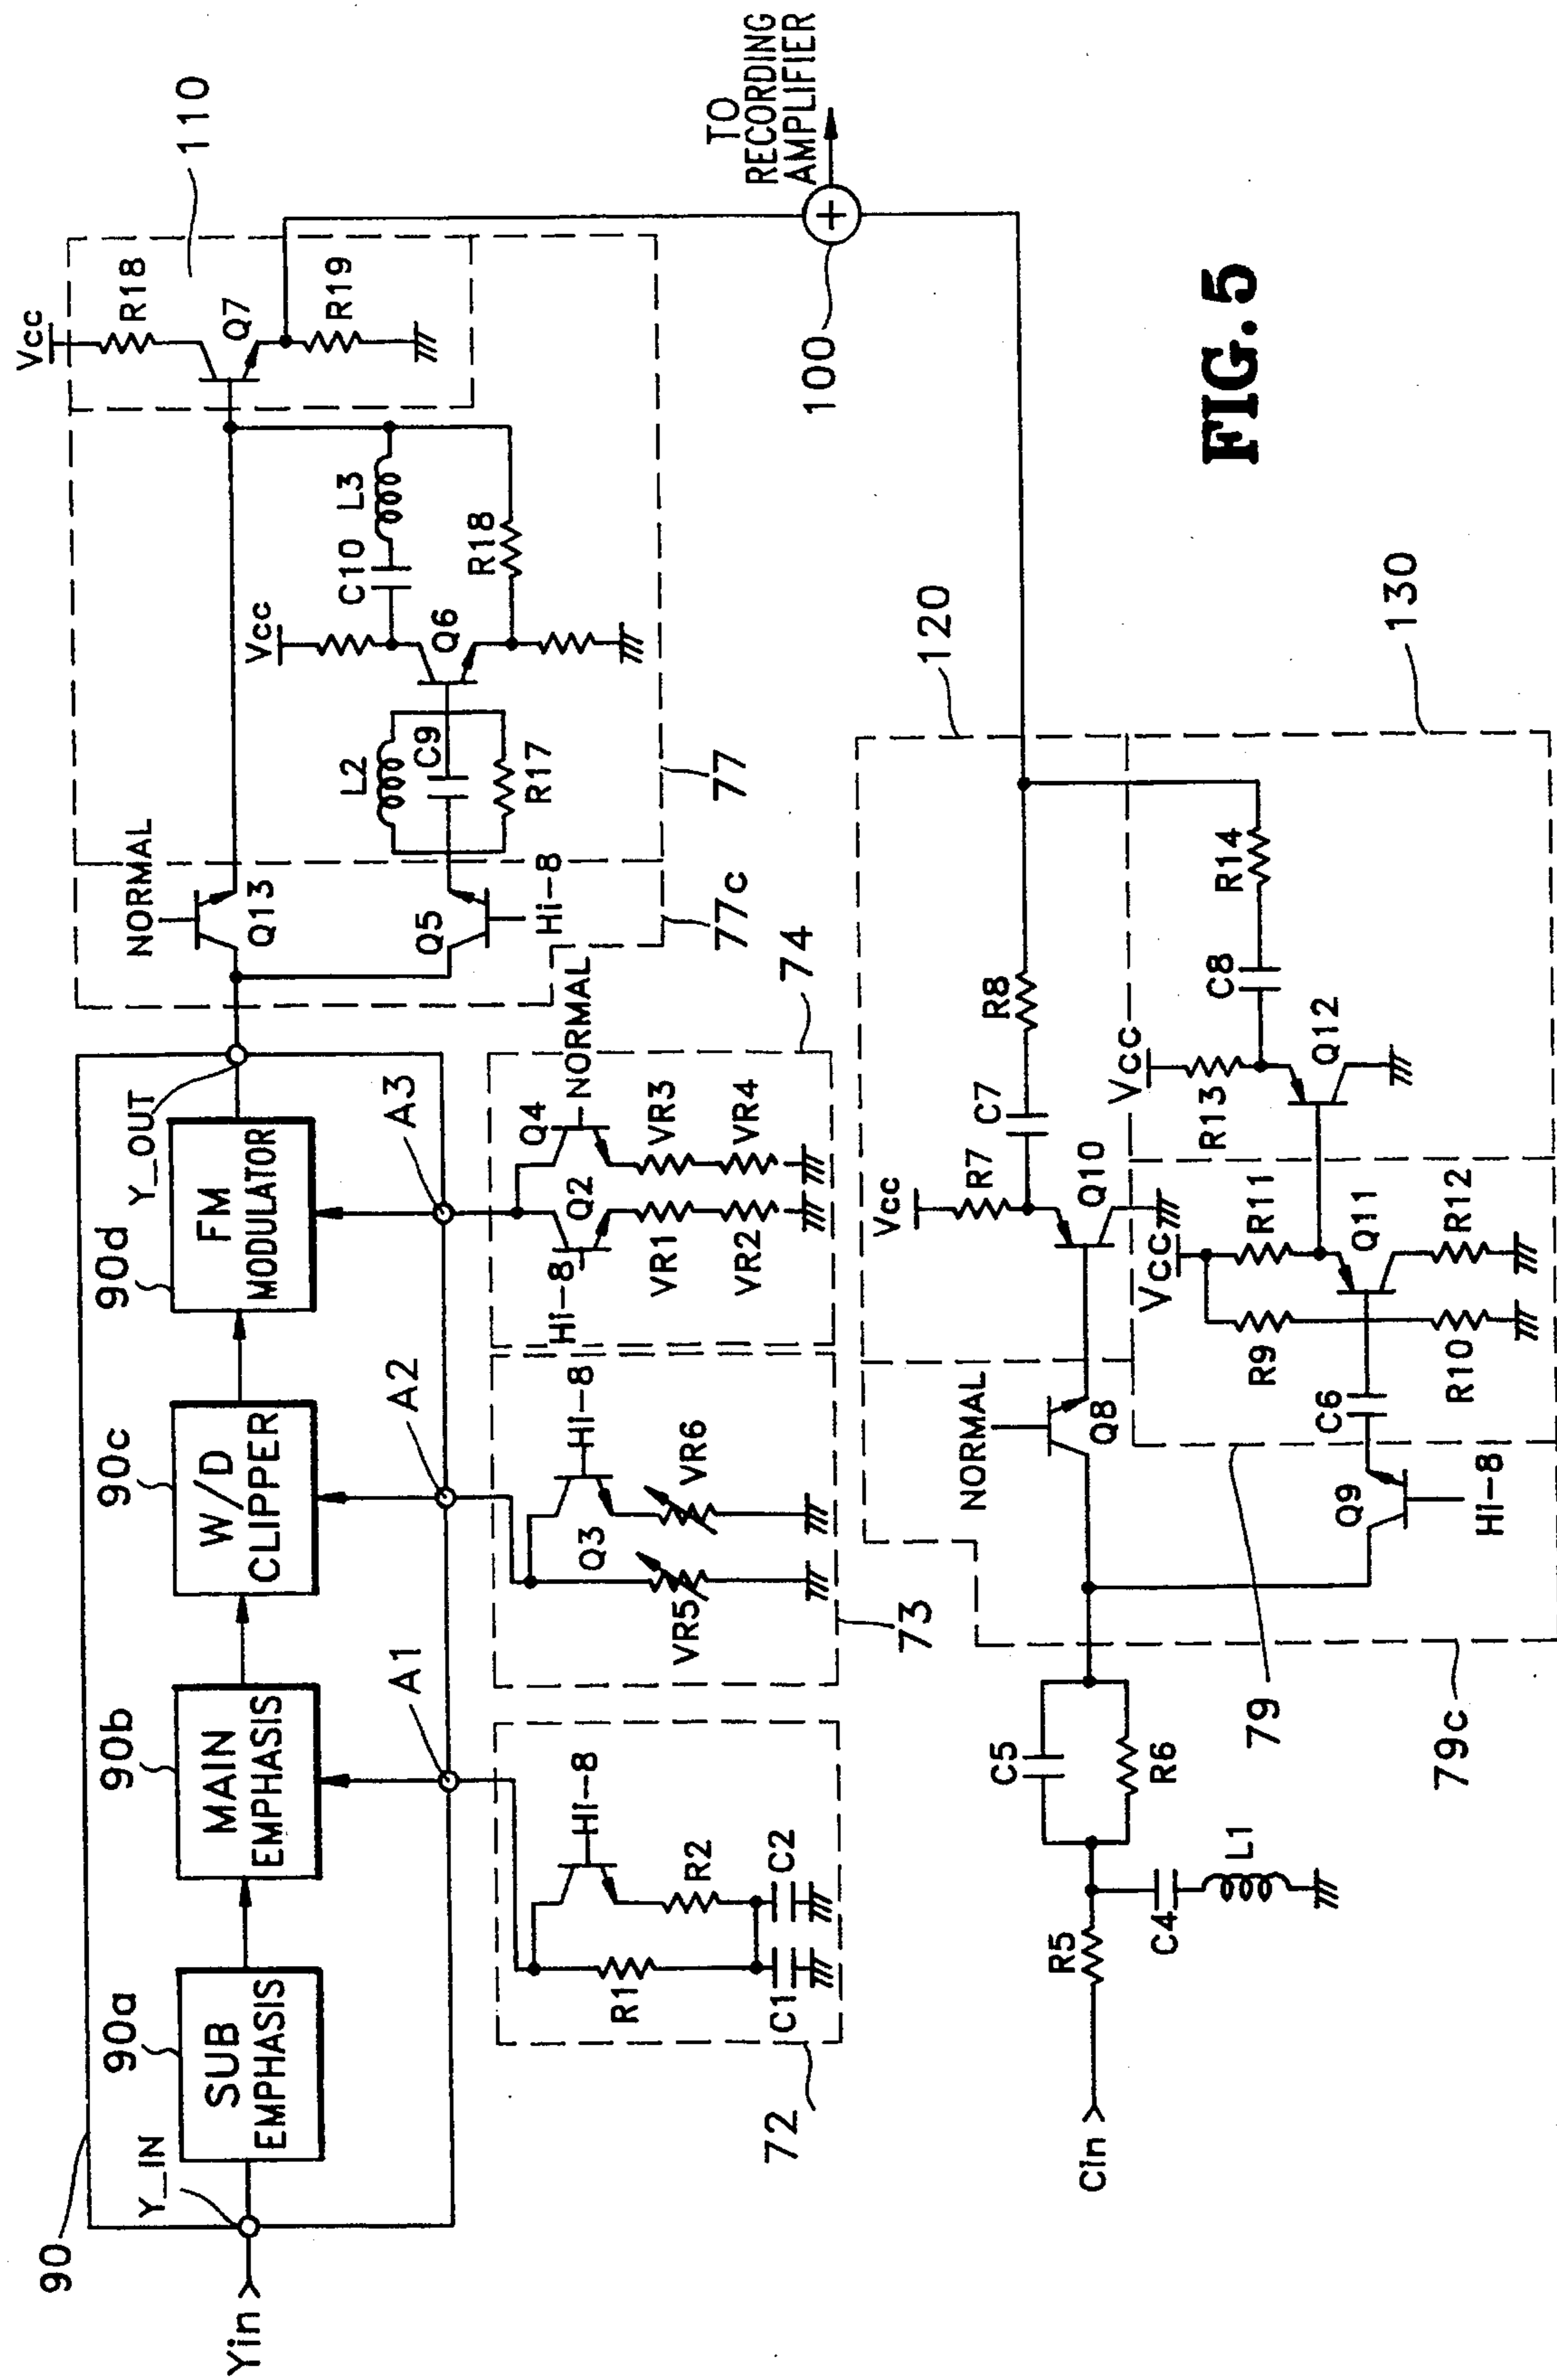 90
Yin
Y_IN
90a
SUB
EMPHASIS
90b
MAIN
EMPHASIS
90c
W/D
CLIPPER
90d
FM
MODULATOR
Y_OUT
A1
A2
A3
72
R1
R2
C1
C2
Hi-8
73
VR5
Q3
Hi-8
VR6
74
Hi-8
Q2
Q4
NORMAL
VR1
VR2
VR3
VR4
NORMAL
Q13
Q5
Hi-8
77c
77
L2
C9
R17
Vcc
Q6
C10
L3
R18
Vcc
R18
Q7
R19
110
100
TO
RECORDING
AMPLIFIER
Cin
R5
C4
L1
C5
R6
79c
79
NORMAL
Q8
Q9
Hi-8
120
Vcc
R7
Q10
C7
R8
130
C6
R9
R10
Vcc
R11
Q11
R12
Vcc
R13
Q12
C8
R14
FIG. 5